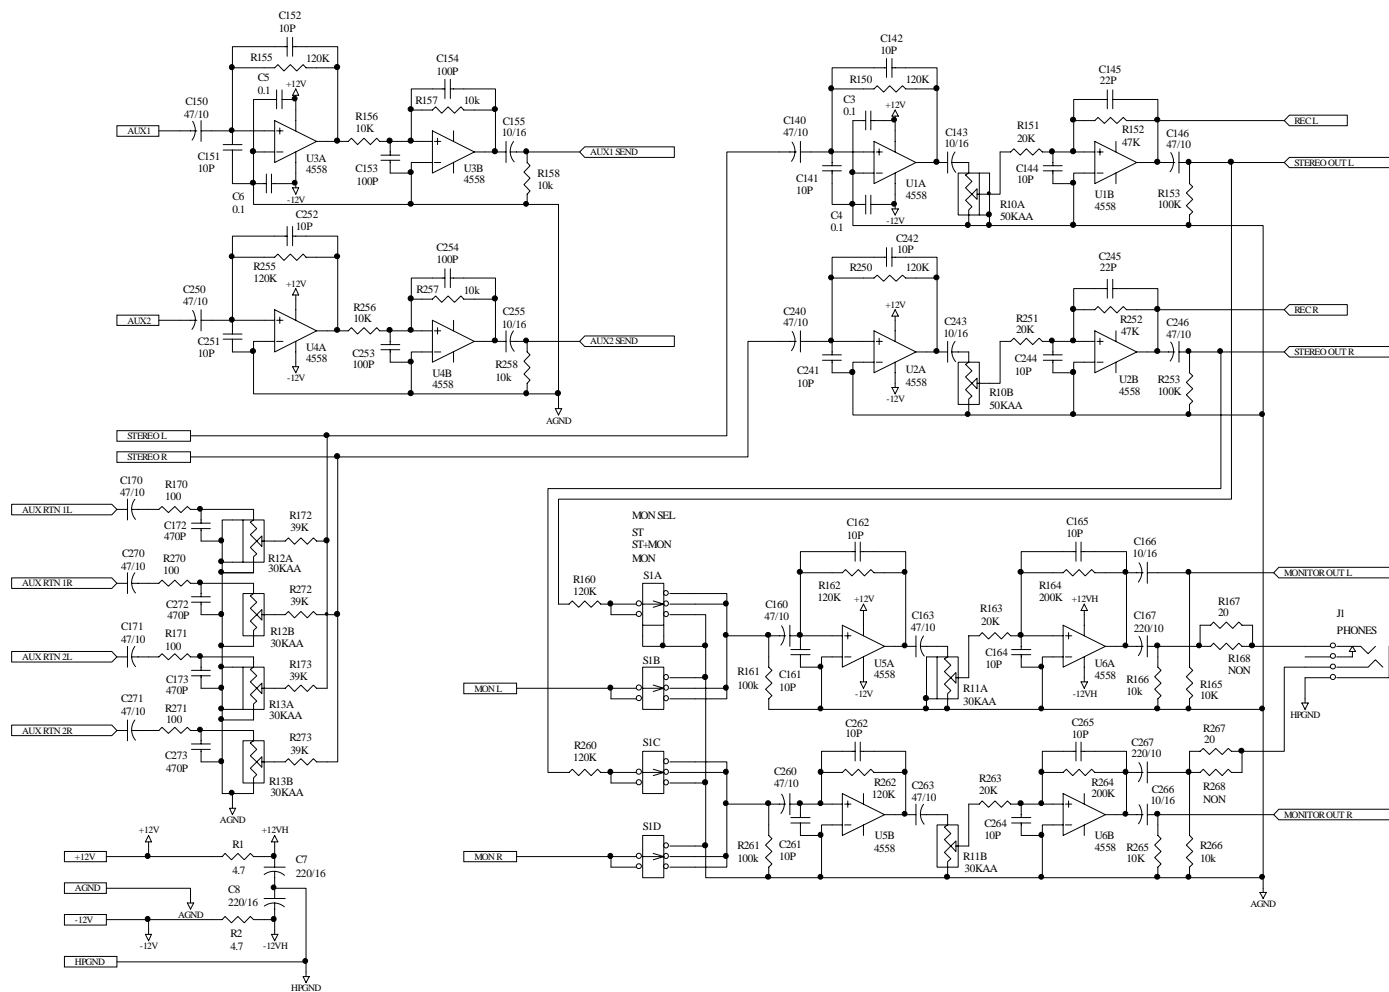 C152
10P
R155 120K
C5
0.1
+12V
C150
47/10
AUX1
C151
10P
U3A
4558
C6
0.1
-12V
R156
10K
C153
100P
C154
100P
R157 10k
U3B
4558
C155
10/16
R158
10k
AUX1 SEND
C252
10P
R255
120K
+12V
C250
47/10
AUX2
C251
10P
U4A
4558
-12V
R256
10K
C253
100P
C254
100P
R257 10k
U4B
4558
C255
10/16
R258
10k
AUX2 SEND
AGND
C142
10P
R150 120K
C3
0.1
+12V
C140
47/10
C141
10P
U1A
4558
C4
0.1
-12V
C143
10/16
R10A
50KAA
R151
20K
C144
10P
C145
22P
R152
47K
U1B
4558
C146
47/10
R153
100K
REC L
STEREO OUT L
C242
10P
R250 120K
+12V
C240
47/10
C241
10P
U2A
4558
-12V
C243
10/16
R10B
50KAA
R251
20K
C244
10P
C245
22P
R252
47K
U2B
4558
C246
47/10
R253
100K
REC R
STEREO OUT R
STEREO L
STEREO R
AUX RTN 1L
C170
47/10
R170
100
C172
470P
R12A
30KAA
R172
39K
AUX RTN 1R
C270
47/10
R270
100
C272
470P
R12B
30KAA
R272
39K
AUX RTN 2L
C171
47/10
R171
100
C173
470P
R13A
30KAA
R173
39K
AUX RTN 2R
C271
47/10
R271
100
C273
470P
R13B
30KAA
R273
39K
AGND
MON SEL
ST
ST+MON
MON
R160
120K
S1A
S1B
MON L
C160
47/10
R161
100k
C161
10P
C162
10P
R162
120K
+12V
U5A
4558
-12V
C163
47/10
R11A
30KAA
R163
20K
C164
10P
C165
10P
R164
200K
+12VH
U6A
4558
-12VH
C166
10/16
C167
220/10
R166
10k
R165
10K
R167
20
R168
NON
MONITOR OUT L
J1
PHONES
HPGND
R260
120K
S1C
S1D
MON R
C260
47/10
R261
100k
C261
10P
C262
10P
R262
120K
U5B
4558
C263
47/10
R11B
30KAA
R263
20K
C264
10P
C265
10P
R264
200K
U6B
4558
C267
220/10
C266
10/16
R265
10K
R266
10k
R267
20
R268
NON
MONITOR OUT R
AGND
+12V
+12V
R1
4.7
+12VH
C7
220/16
AGND
AGND
C8
220/16
-12V
-12V
R2
4.7
-12VH
HPGND
HPGND